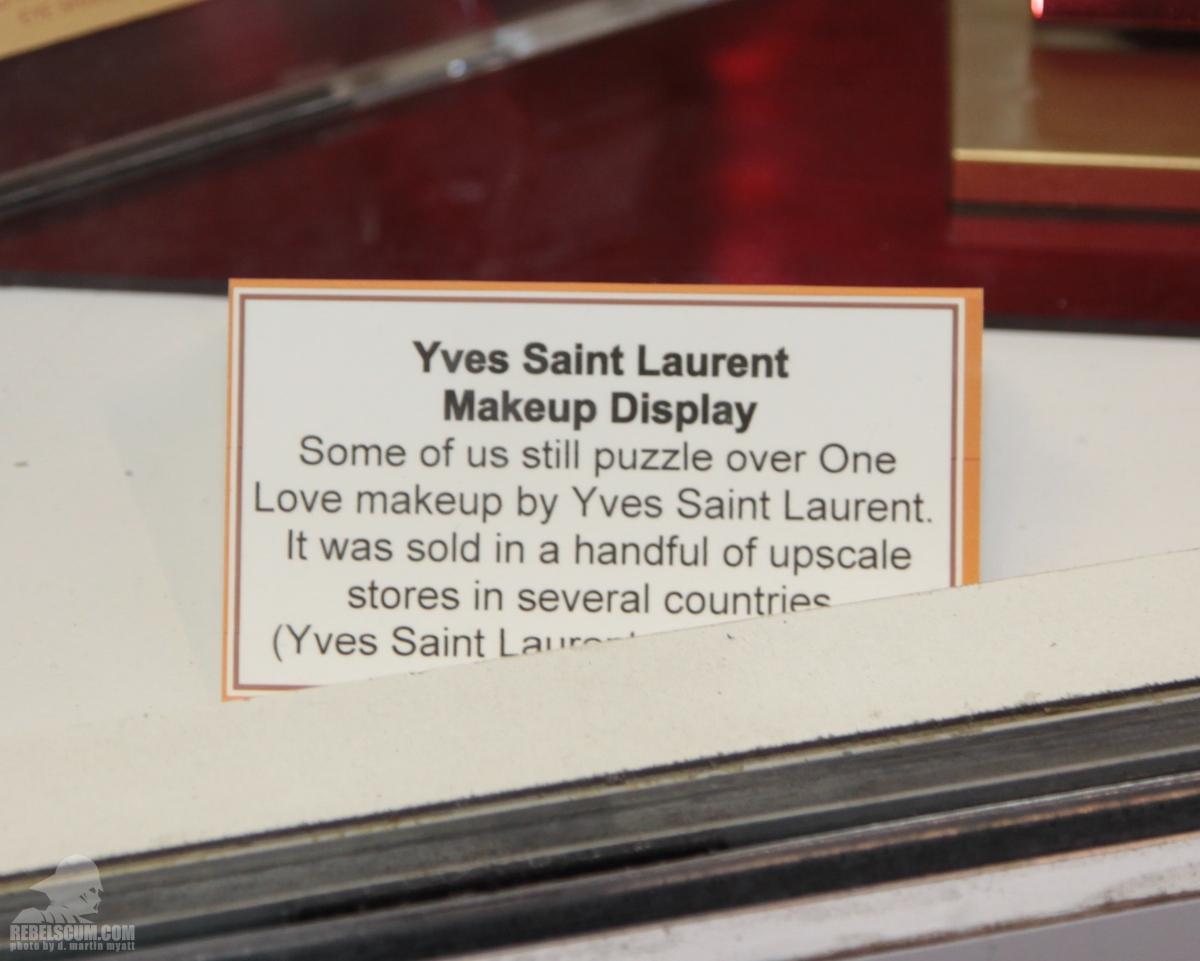 Yves Saint Laurent
Makeup Display
Some of us still puzzle over One
Love makeup by Yves Saint Laurent.
It was sold in a handful of upscale
stores in several countries
(Yves Saint Laurent
REBELSCUM.COM
photo by d. martin myatt